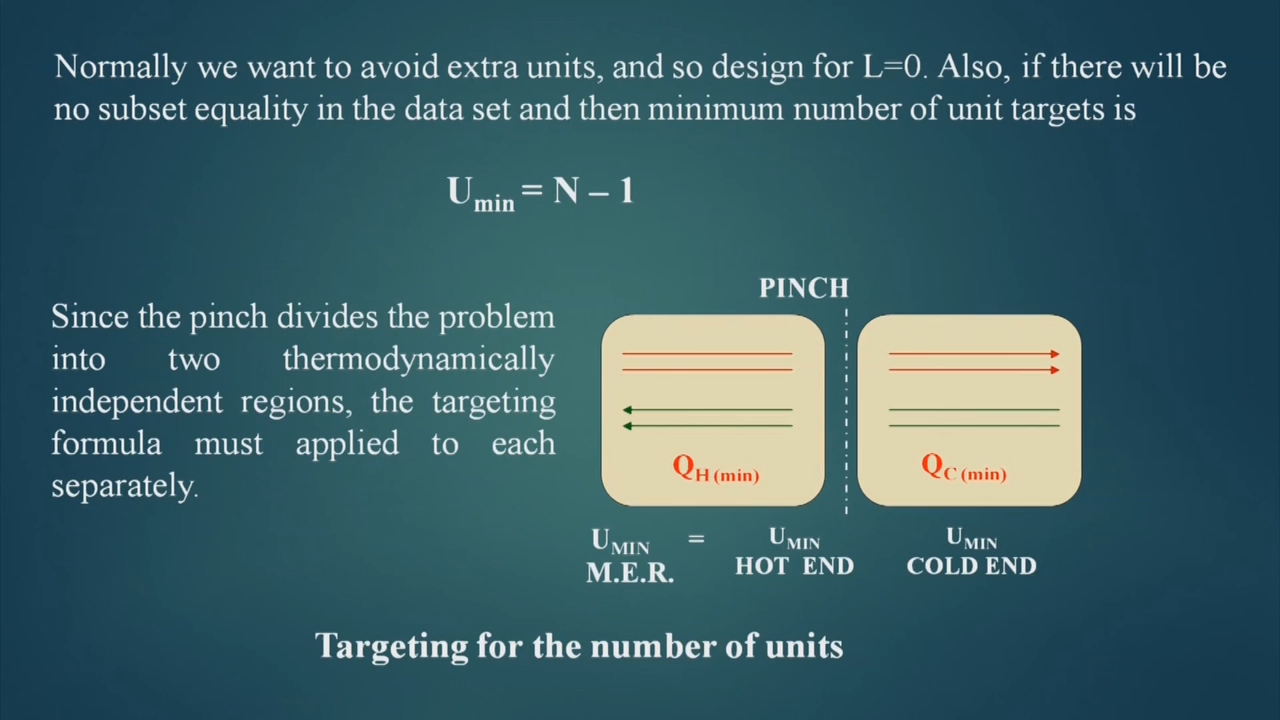 Normally we want to avoid extra units, and so design for L=0. Also, if there will be
no subset equality in the data set and then minimum number of unit targets is
Umin = N – 1
Since the pinch divides the problem
into two thermodynamically
independent regions, the targeting
formula must applied to each
separately.
PINCH
QH (min)
QC (min)
UMIN = UMIN UMIN
M.E.R. HOT END COLD END
Targeting for the number of units